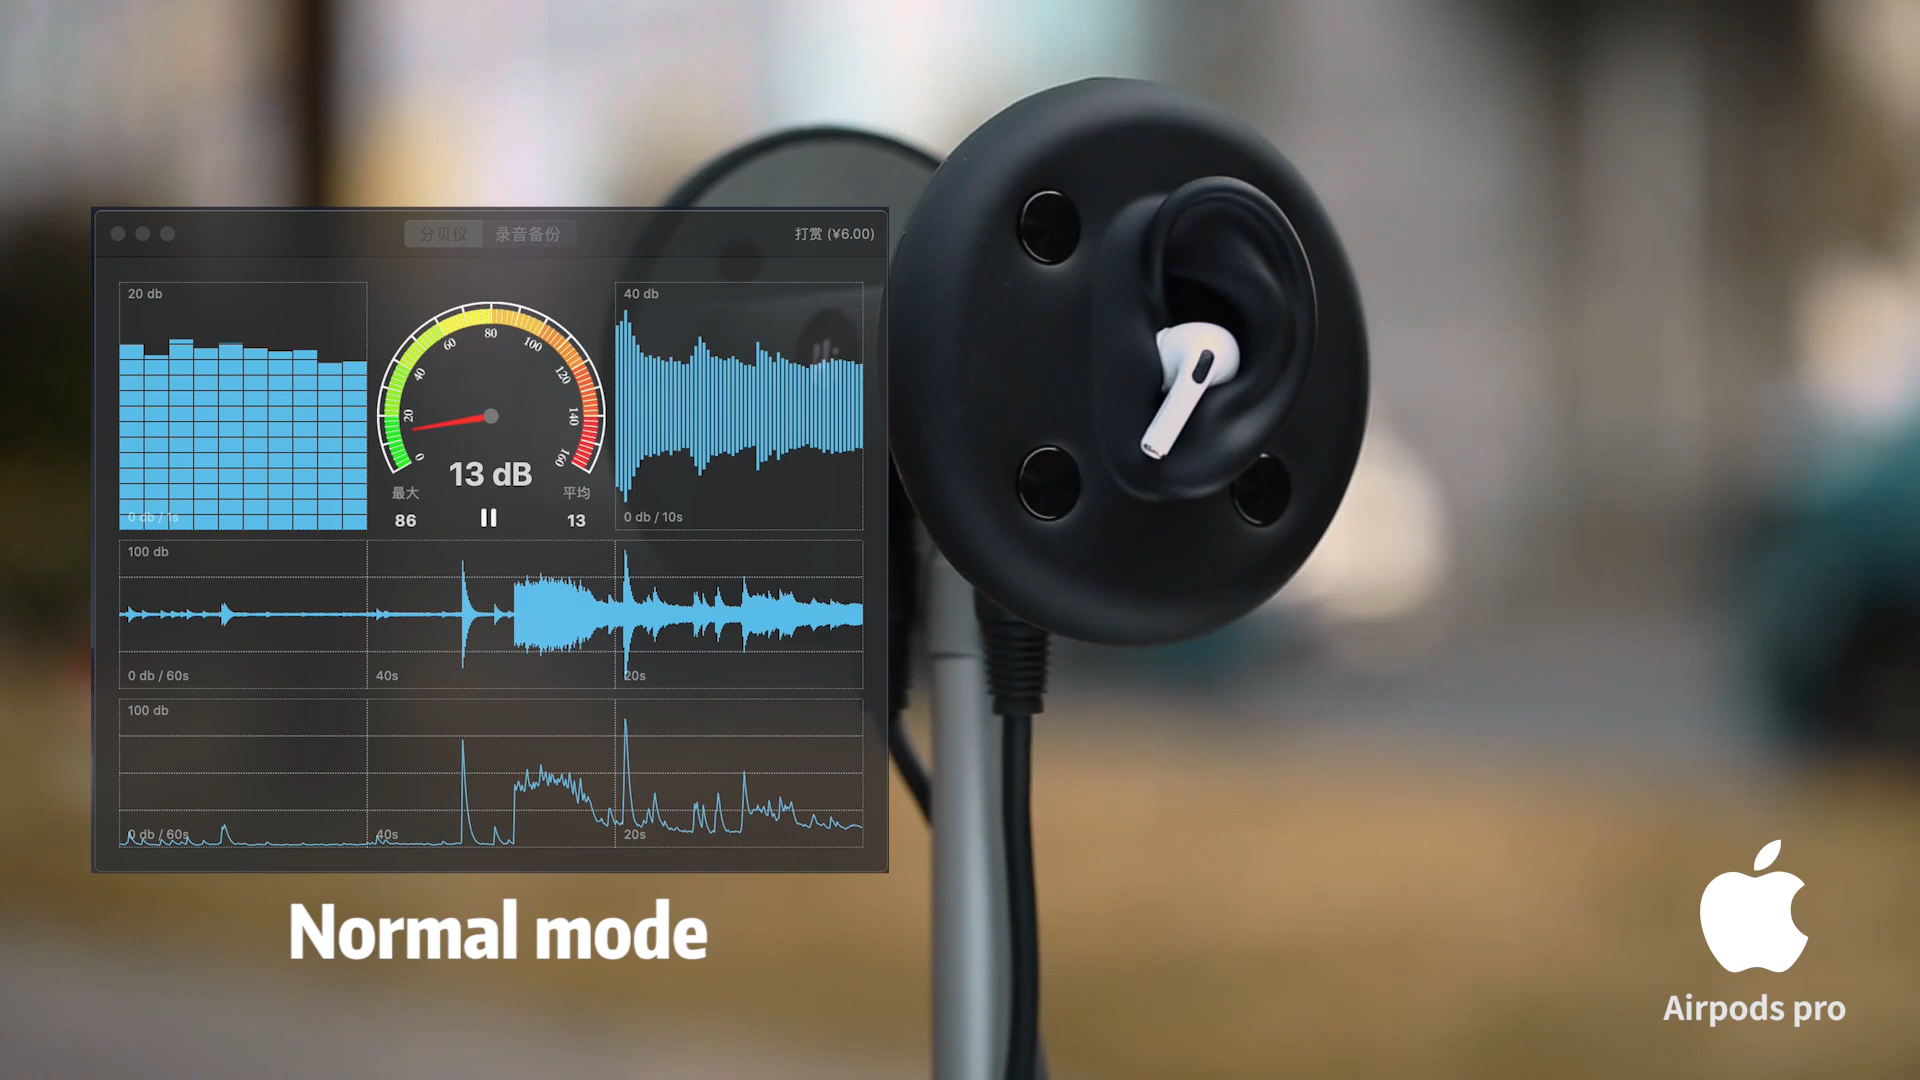 分贝仪 录音备份 打赏 (¥6.00)
20 db
0 db / 1s
0 20 40 60 80 100 120 140 160
13 dB
最大 平均
86 13
40 db
0 db / 10s
100 db
0 db / 60s 40s 20s
100 db
0 db / 60s 40s 20s
Normal mode
Airpods pro